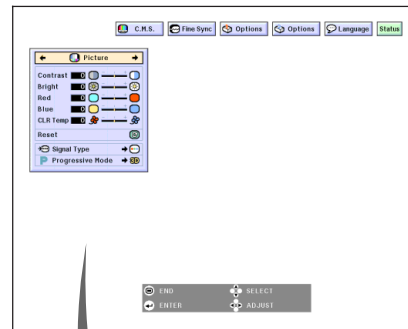 C.M.S. Fine Sync Options Options Language Status
Picture
Contrast 0
Bright 0
Red 0
Blue 0
CLR Temp 0
Reset
Signal Type
P Progressive Mode
END SELECT
ENTER ADJUST